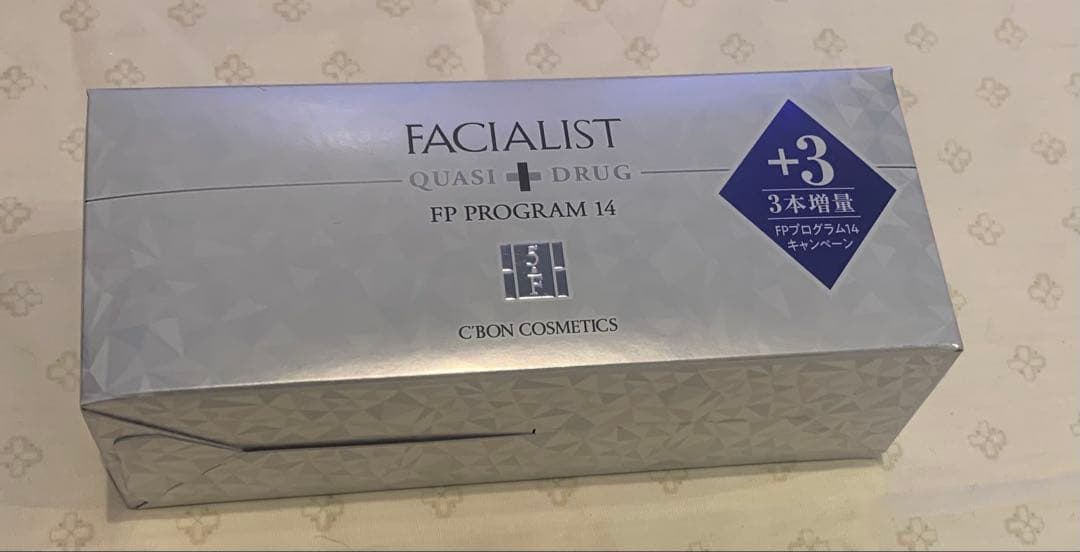 FACIALIST
QUASI DRUG
FP PROGRAM 14
5
F
C'BON COSMETICS
+3
3本増量
FPプログラム14
キャンペーン